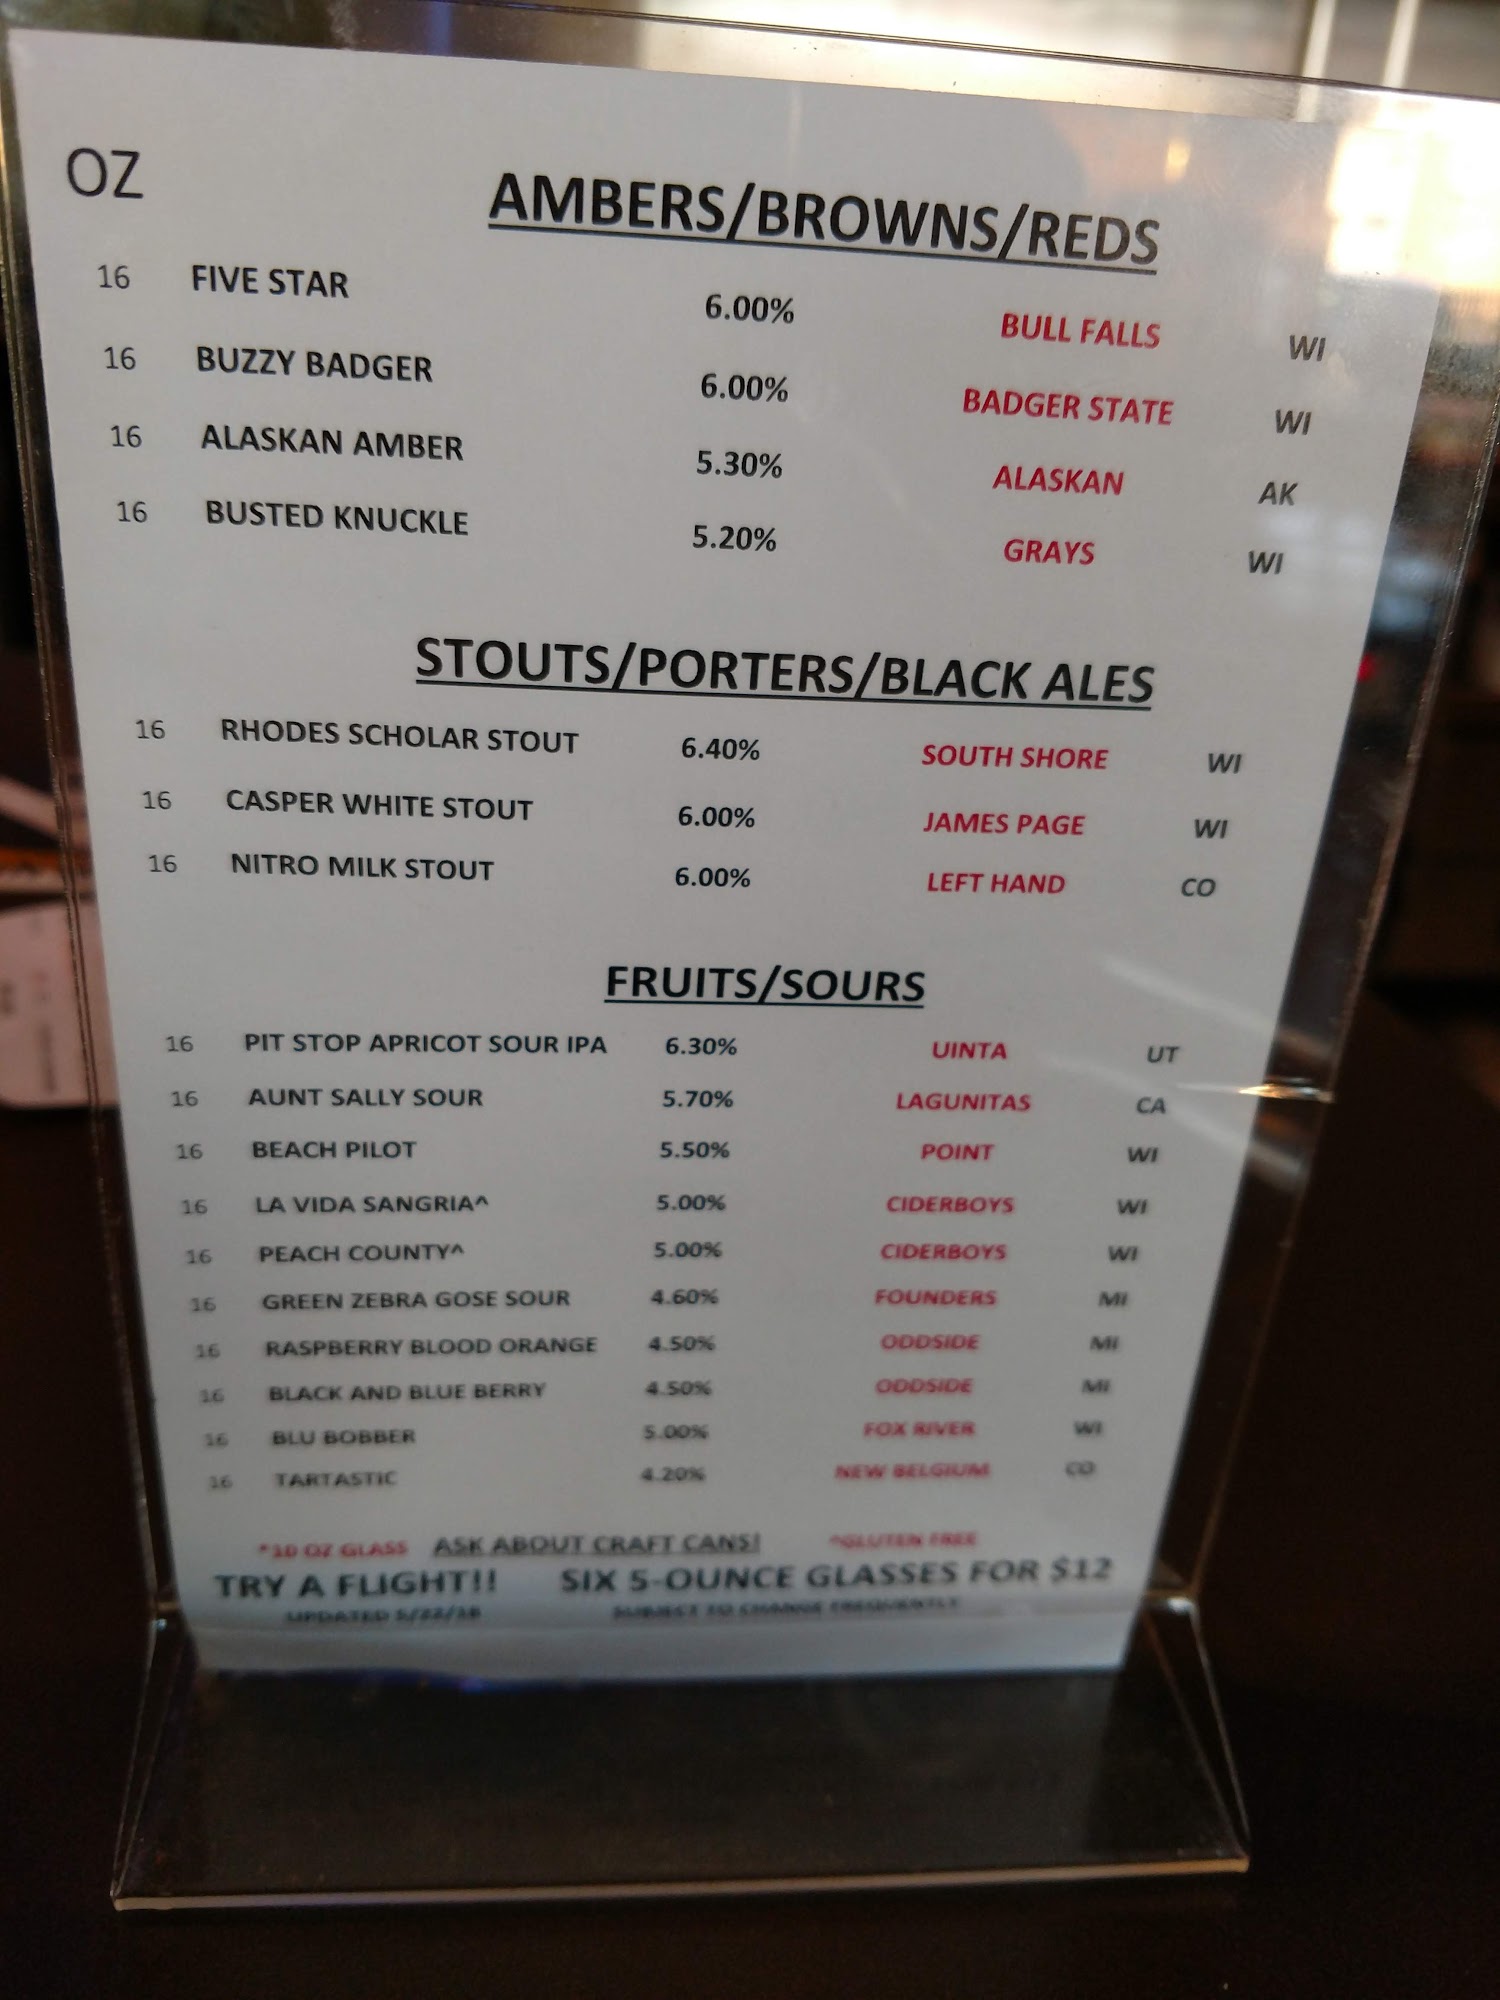 OZ
AMBERS/BROWNS/REDS
16 FIVE STAR 6.00% BULL FALLS WI
16 BUZZY BADGER 6.00% BADGER STATE WI
16 ALASKAN AMBER 5.30% ALASKAN AK
16 BUSTED KNUCKLE 5.20% GRAYS WI
STOUTS/PORTERS/BLACK ALES
16 RHODES SCHOLAR STOUT 6.40% SOUTH SHORE WI
16 CASPER WHITE STOUT 6.00% JAMES PAGE WI
16 NITRO MILK STOUT 6.00% LEFT HAND CO
FRUITS/SOURS
16 PIT STOP APRICOT SOUR IPA 6.30% UINTA UT
16 AUNT SALLY SOUR 5.70% LAGUNITAS CA
16 BEACH PILOT 5.50% POINT WI
16 LA VIDA SANGRIA^ 5.00% CIDERBOYS WI
16 PEACH COUNTY^ 5.00% CIDERBOYS WI
16 GREEN ZEBRA GOSE SOUR 4.60% FOUNDERS MI
16 RASPBERRY BLOOD ORANGE 4.50% ODDSIDE MI
16 BLACK AND BLUE BERRY 4.50% ODDSIDE MI
16 BLU BOBBER 5.00% FOX RIVER WI
16 TARTASTIC 4.20% NEW BELGIUM CO
*10 OZ GLASS ASK ABOUT CRAFT CANS! ^GLUTEN FREE
TRY A FLIGHT!! SIX 5-OUNCE GLASSES FOR $12
UPDATED 5/22/18 SUBJECT TO CHANGE FREQUENTLY